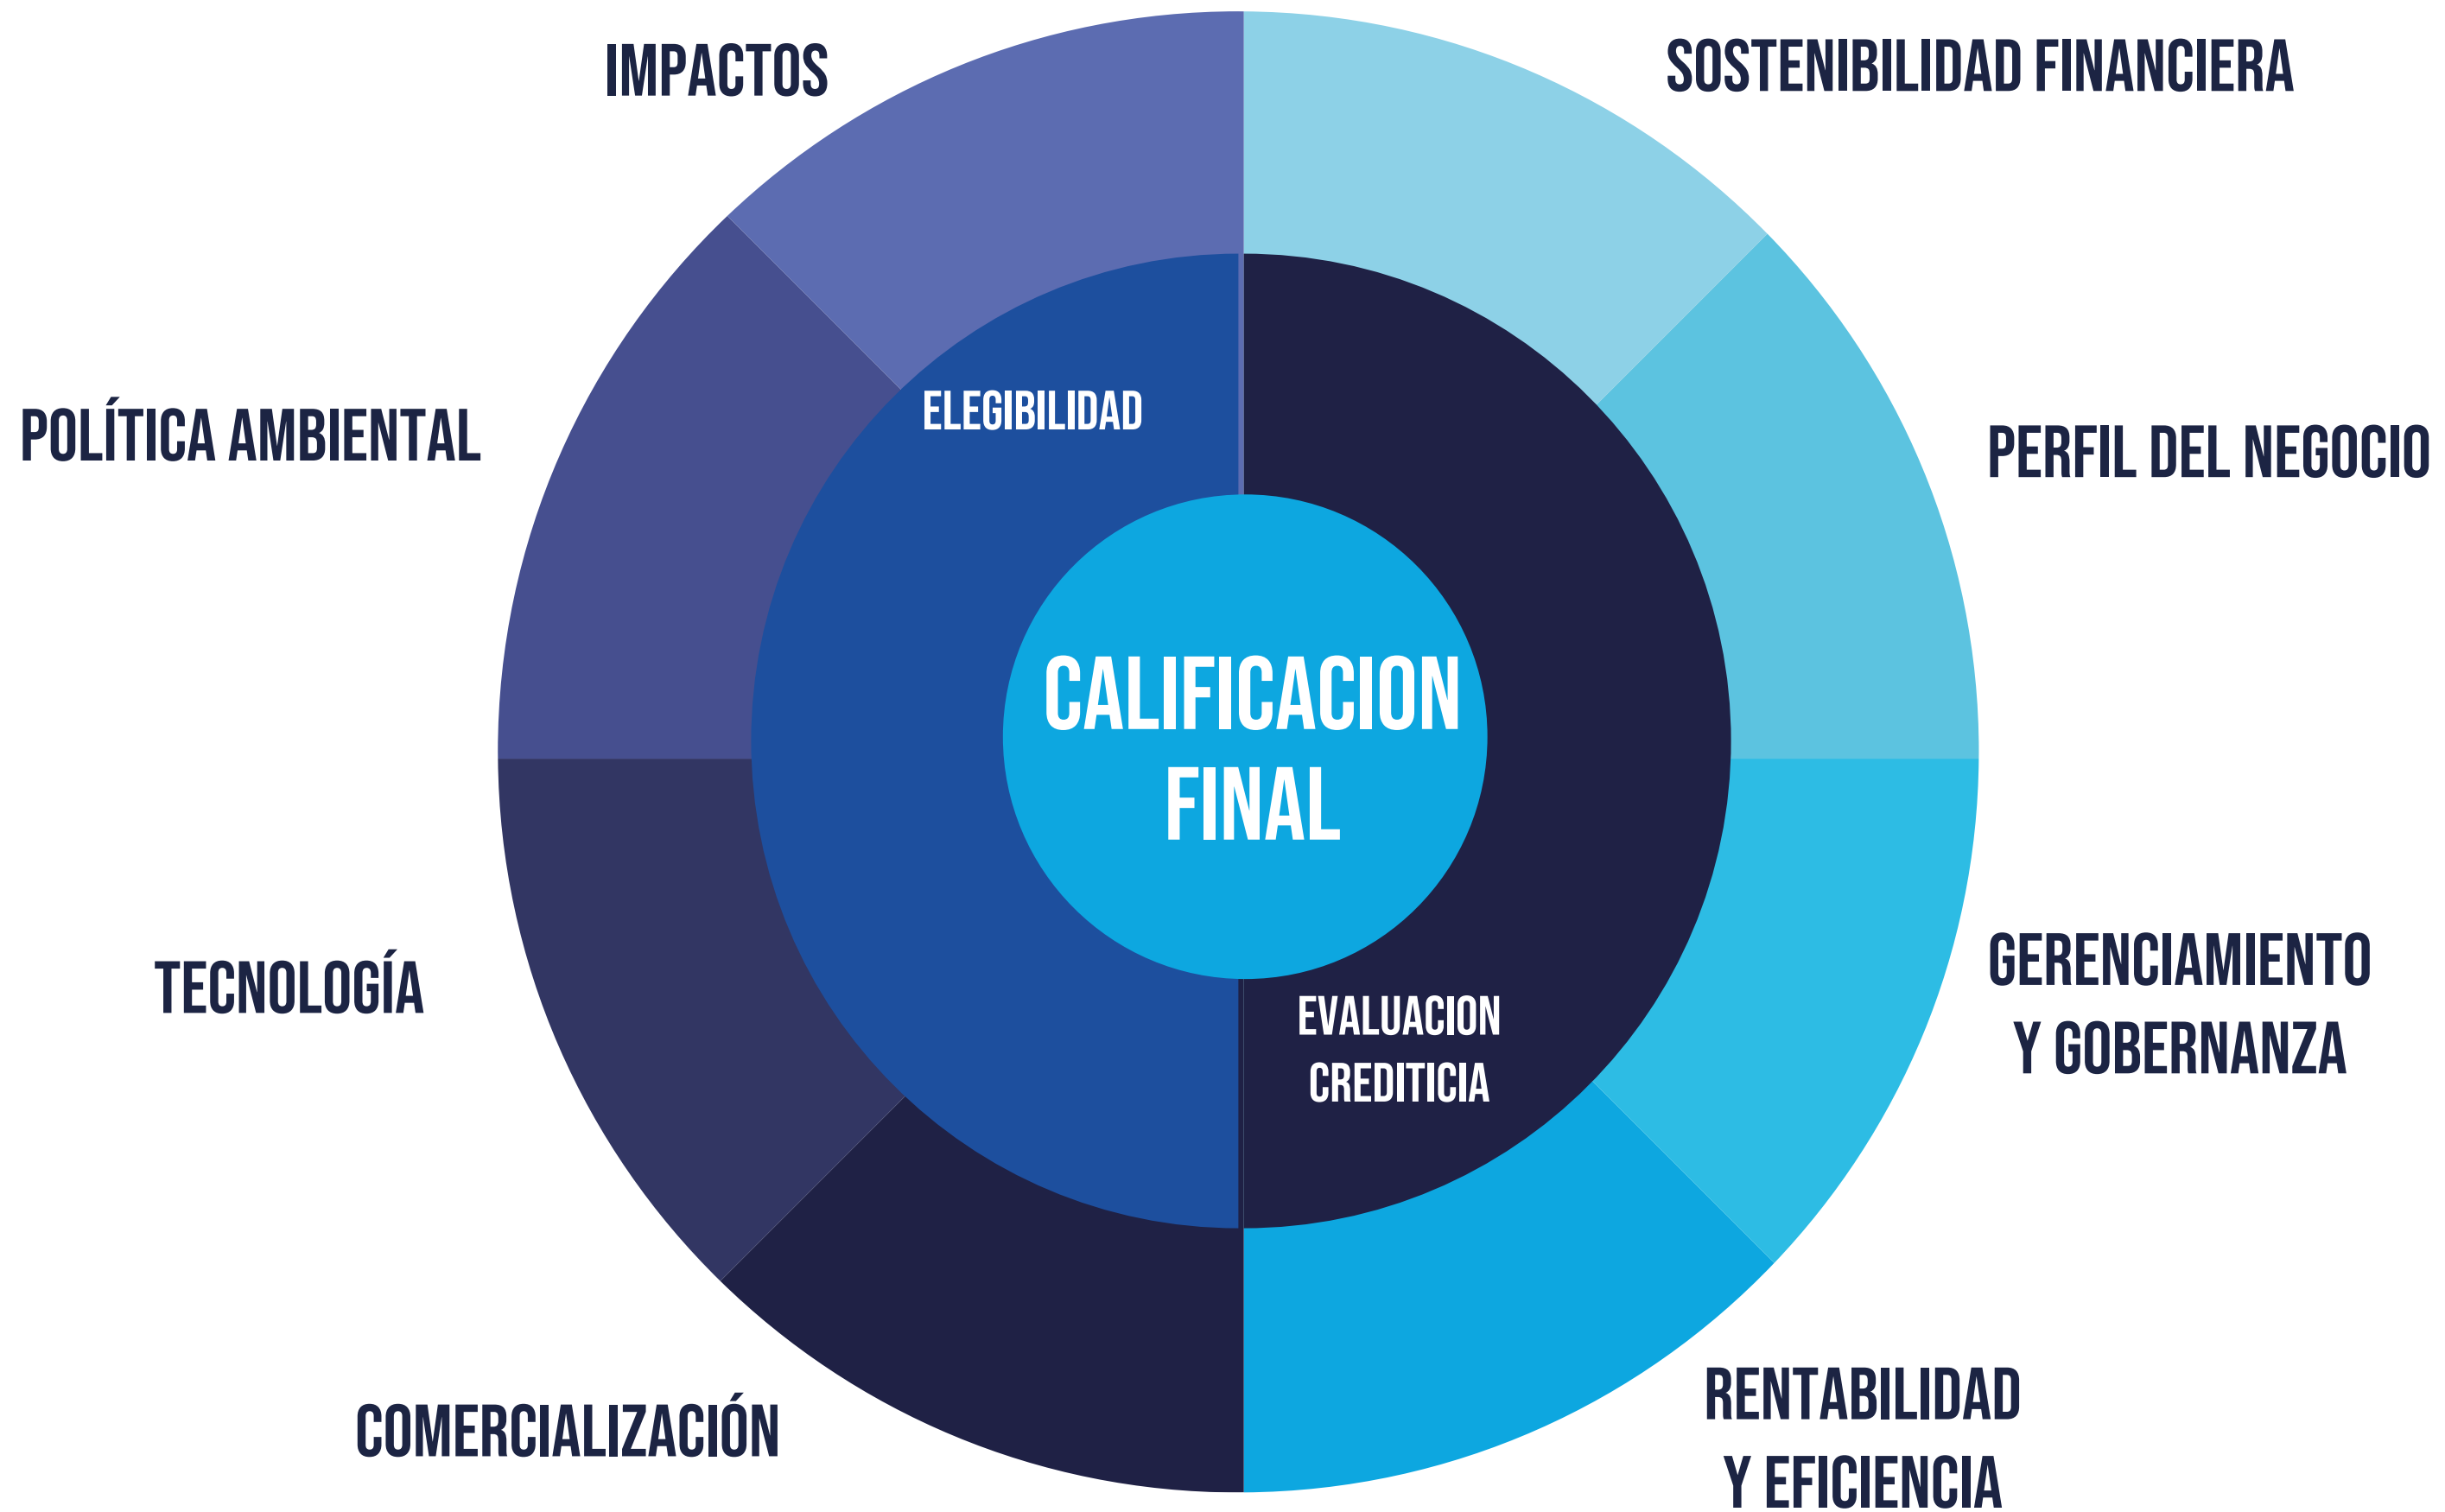 IMPACTOS
SOSTENIBILIDAD FINANCIERA
ELEGIBILIDAD
POLÍTICA AMBIENTAL
PERFIL DEL NEGOCIO
CALIFICACION
FINAL
TECNOLOGÍA
GERENCIAMIENTO
Y GOBERNANZA
EVALUACION
CREDITICIA
COMERCIALIZACIÓN
RENTABILIDAD
Y EFICIENCIA